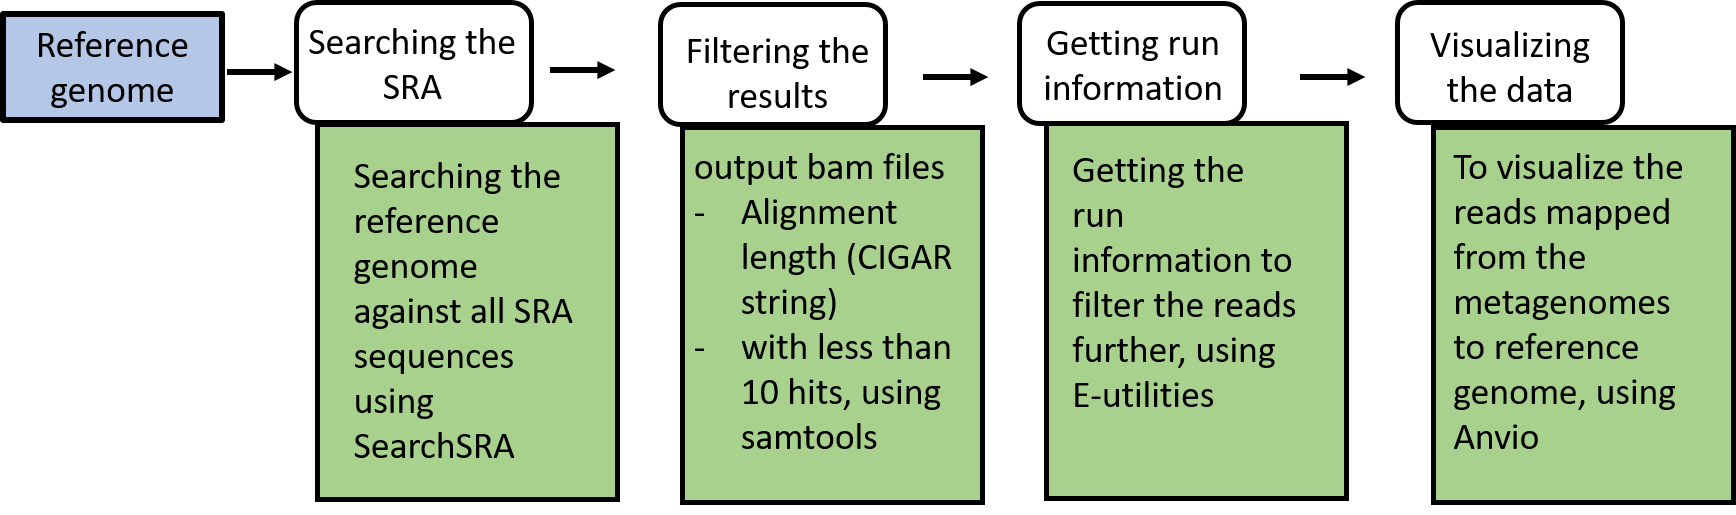 Reference
genome
Searching the
SRA
Filtering the
results
Getting run
information
Visualizing
the data
Searching the
reference
genome
against all SRA
sequences
using
SearchSRA
output bam files
- Alignment
length (CIGAR
string)
- with less than
10 hits, using
samtools
Getting the
run
information to
filter the reads
further, using
E-utilities
To visualize the
reads mapped
from the
metagenomes
to reference
genome, using
Anvio